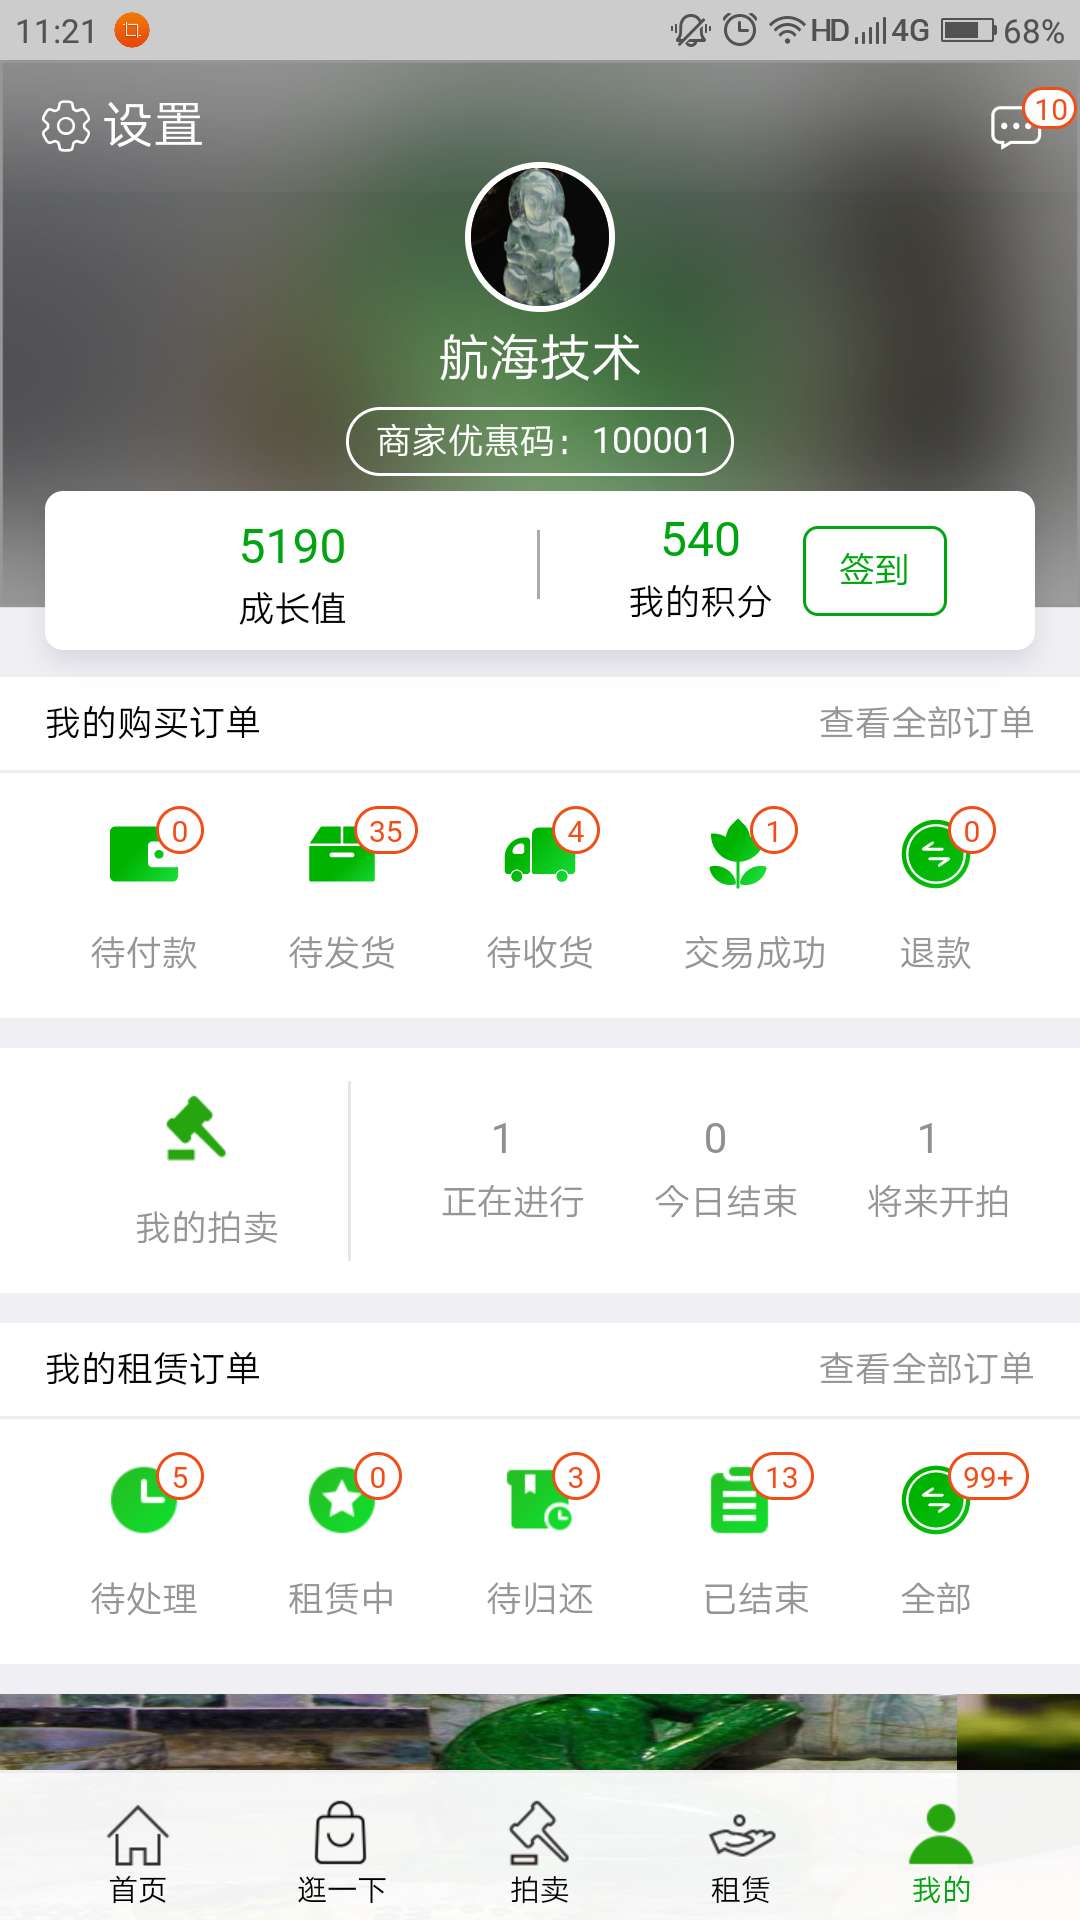 11:21 HD 4G 68%
设置 10
航海技术
商家优惠码：100001
5190 540 签到
成长值 我的积分
我的购买订单 查看全部订单
0 35 4 1 0
待付款 待发货 待收货 交易成功 退款
1 0 1
正在进行 今日结束 将来开拍
我的拍卖
我的租赁订单 查看全部订单
5 0 3 13 99+
待处理 租赁中 待归还 已结束 全部
首页 逛一下 拍卖 租赁 我的